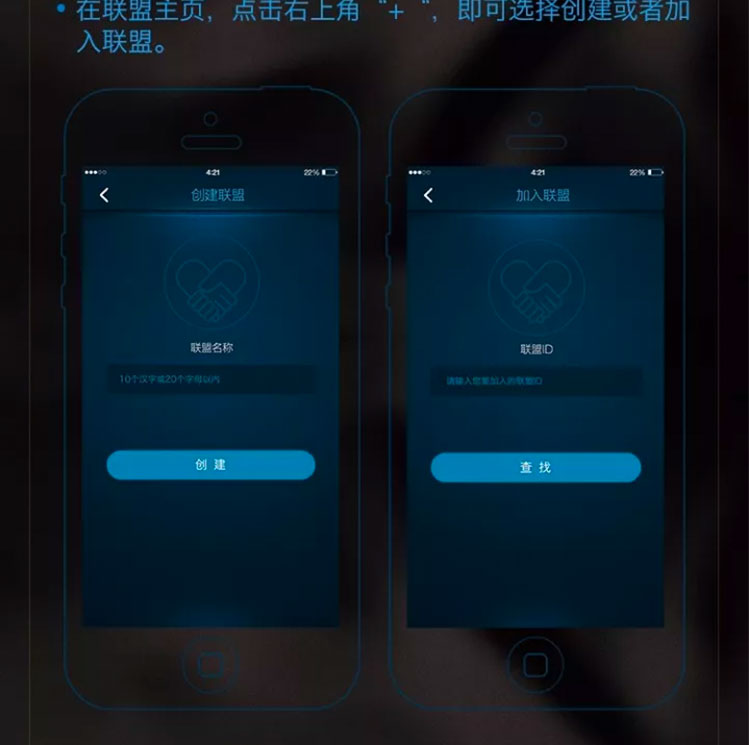 • 在联盟主页，点击右上角“+“，即可选择创建或者加
入联盟。
4:21 22%
创建联盟
联盟名称
10个汉字或20个字母以内
创 建
4:21 22%
加入联盟
联盟ID
请输入您要加入的联盟ID
查 找